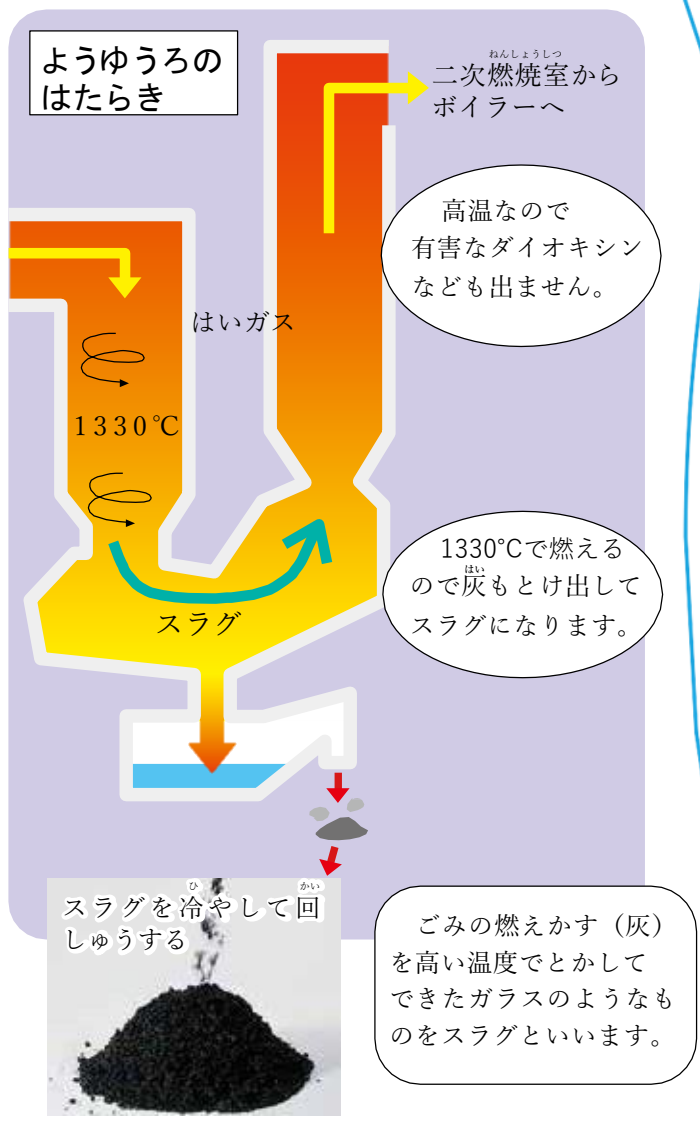 ようゆうろの
はたらき
二次燃焼室から
ねんしょうしつ
ボイラーへ
高温なので
有害なダイオキシン
なども出ません。
はいガス
1330℃
1330℃で燃える
ので灰もとけ出して
はい
スラグになります。
スラグ
スラグを冷やして回
ひ
かい
しゅうする
ごみの燃えかす（灰）
を高い温度でとかして
できたガラスのようなも
のをスラグといいます。